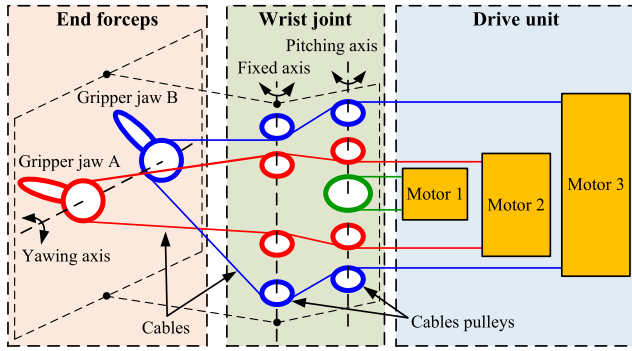 End forceps
Wrist joint
Drive unit
Pitching axis
Fixed axis
Gripper jaw B
Gripper jaw A
Motor 1
Motor 2
Motor 3
Yawing axis
Cables
Cables pulleys